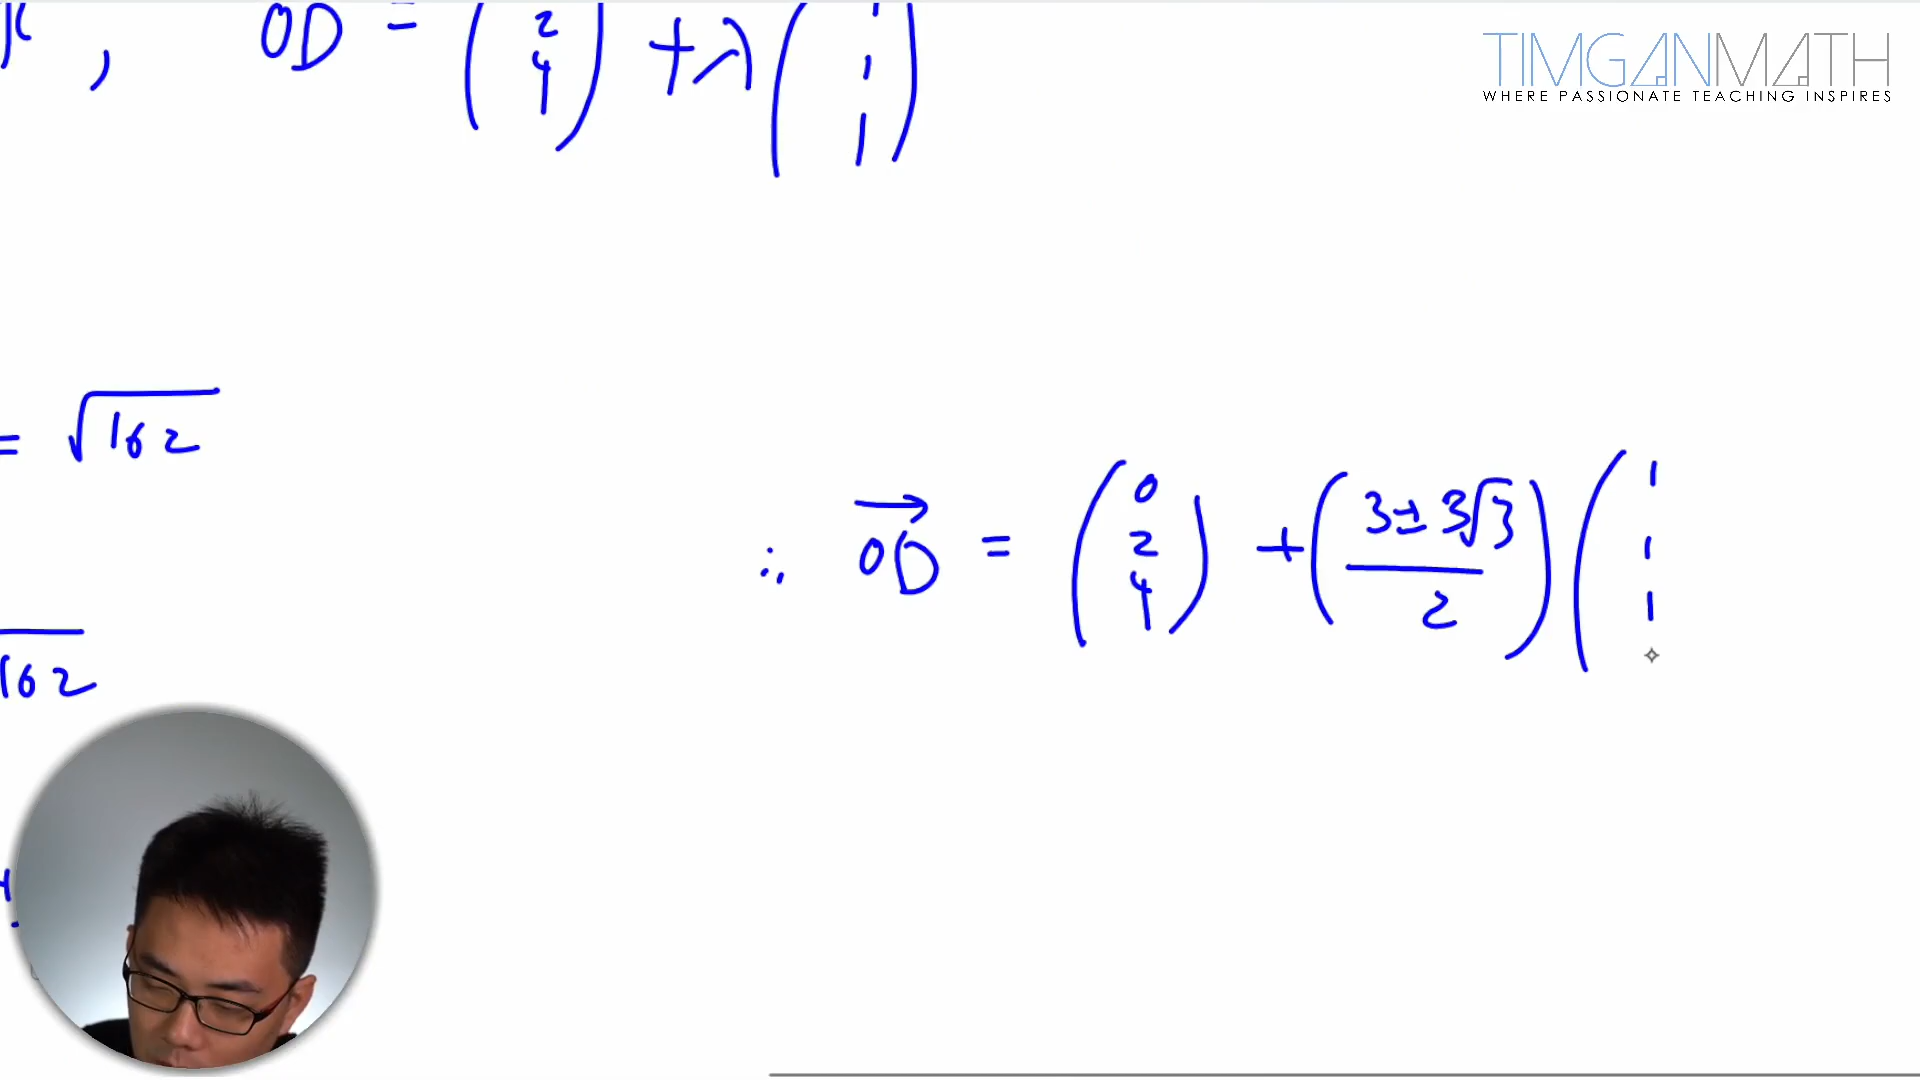 TIMGANMATH
WHERE PASSIONATE TEACHING INSPIRES
, OD = ( 2 4 ) + λ ( 1 1 1 )
= √162
∴ OD = ( 0 2 4 ) + ( 3 ± 3√3 / 2 ) ( 1 1 1
162